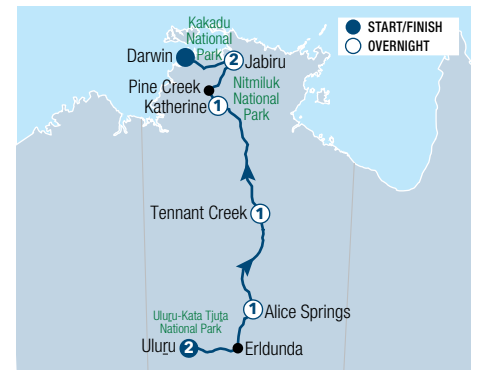 START/FINISH
OVERNIGHT
Kakadu
National
Park
Darwin
2
Jabiru
Pine Creek
Nitmiluk
National
Park
Katherine
1
Tennant Creek
1
1
Alice Springs
Uluṟu-Kata Tjuṯa
National Park
Uluṟu
2
Erldunda